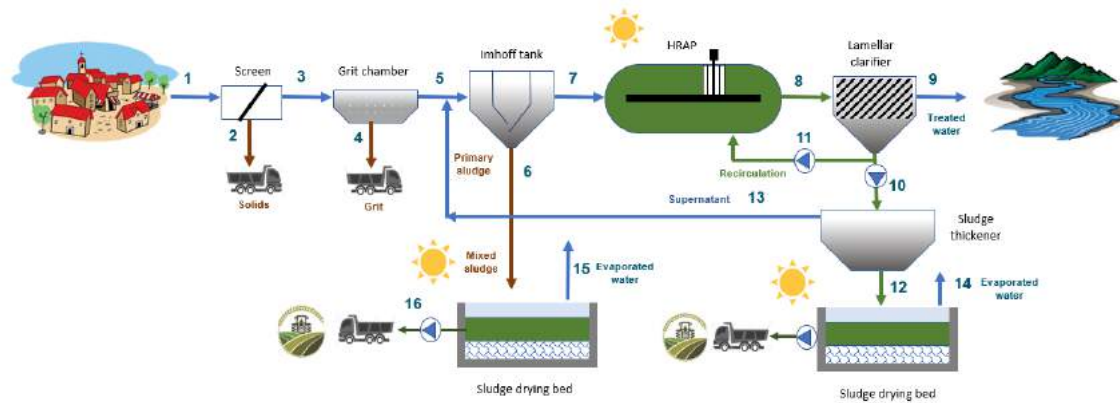 HRAP
Lamellar
clarifier
Imhoff tank
Screen
Grit chamber
1
3
5
7
8
9
Treated
water
2
4
Primary
sludge
6
11
Recirculation
10
Solids
Grit
Supernatant
13
Sludge
thickener
Mixed
sludge
15
Evaporated
water
12
14
Evaporated
water
16
Sludge drying bed
Sludge drying bed